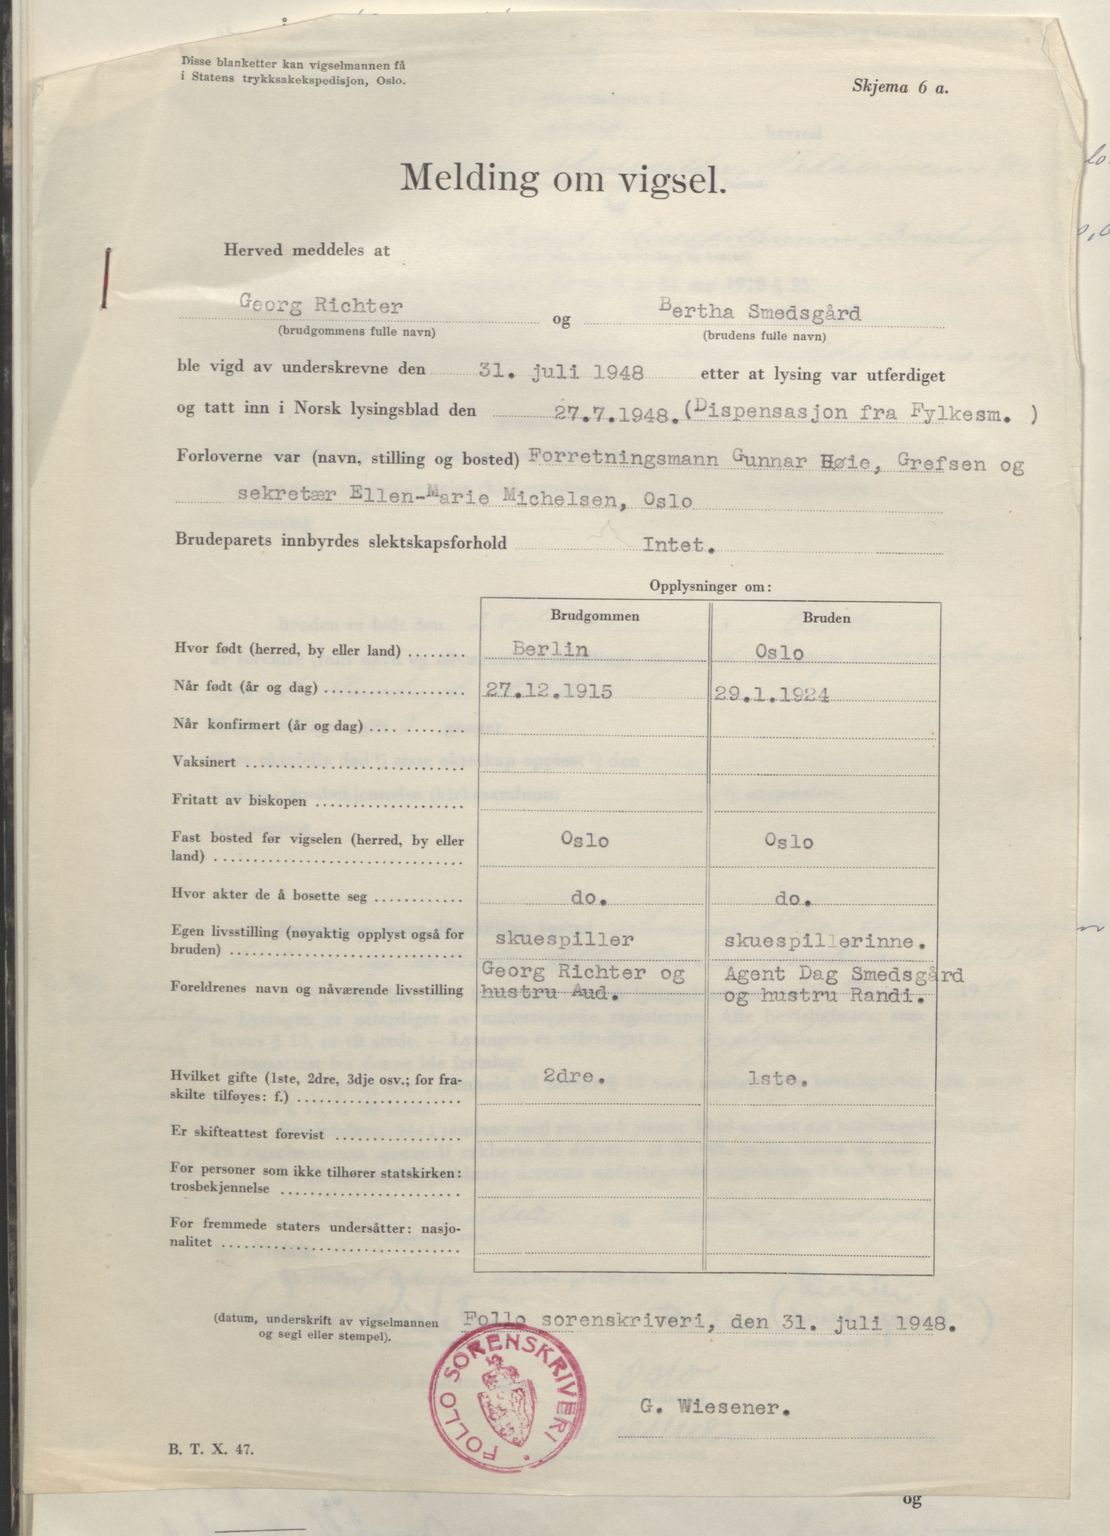 Disse blanketter kan vigselmannen få
i Statens trykksakekspedisjon, Oslo.
Skjema 6 a.
Melding om vigsel.
Herved meddeles at
Georg Richter og Bertha Smedsgård
(brudgommens fulle navn) (brudens fulle navn)
ble vigd av underskrevne den 31. juli 1948 etter at lysing var utferdiget
og tatt inn i Norsk lysingsblad den 27.7.1948. (Dispensasjon fra Fylkesm. )
Forloverne var (navn, stilling og bosted) Forretningsmann Gunnar Høie, Grefsen og
sekretær Ellen-Marie Michelsen, Oslo
Brudeparets innbyrdes slektskapsforhold Intet.
Opplysninger om:
Brudgommen Bruden
Hvor født (herred, by eller land) ........ Berlin Oslo
Når født (år og dag) .................. 27.12.1915 29.1.1924
Når konfirmert (år og dag) .... .........
Vaksinert ............................
Fritatt av biskopen ...................
Fast bosted før vigselen (herred, by eller
land) ................................ Oslo Oslo
Hvor akter de å bosette seg ............ do. do.
Egen livsstilling (nøyaktig opplyst også for
bruden) .............................. skuespiller skuespillerinne.
Georg Richter og Agent Dag Smedsgård
Foreldrenes navn og nåværende livsstilling hustru Aud. og hustru Randi.
Hvilket gifte (1ste, 2dre, 3dje osv.; for fra-
skilte tilføyes: f.) ..................... 2dre. 1ste.
Er skifteattest forevist ................
For personer som ikke tilhører statskirken:
trosbekjennelse .......................
For fremmede staters undersåtter: nasjo-
nalitet ..............................
(datum, underskrift av vigselmannen Follo sorenskriveri, den 31. juli 1948.
og segl eller stempel).
FOLLO SORENSKRIVERI
G. Wiesener.
B. T. X. 47.
og